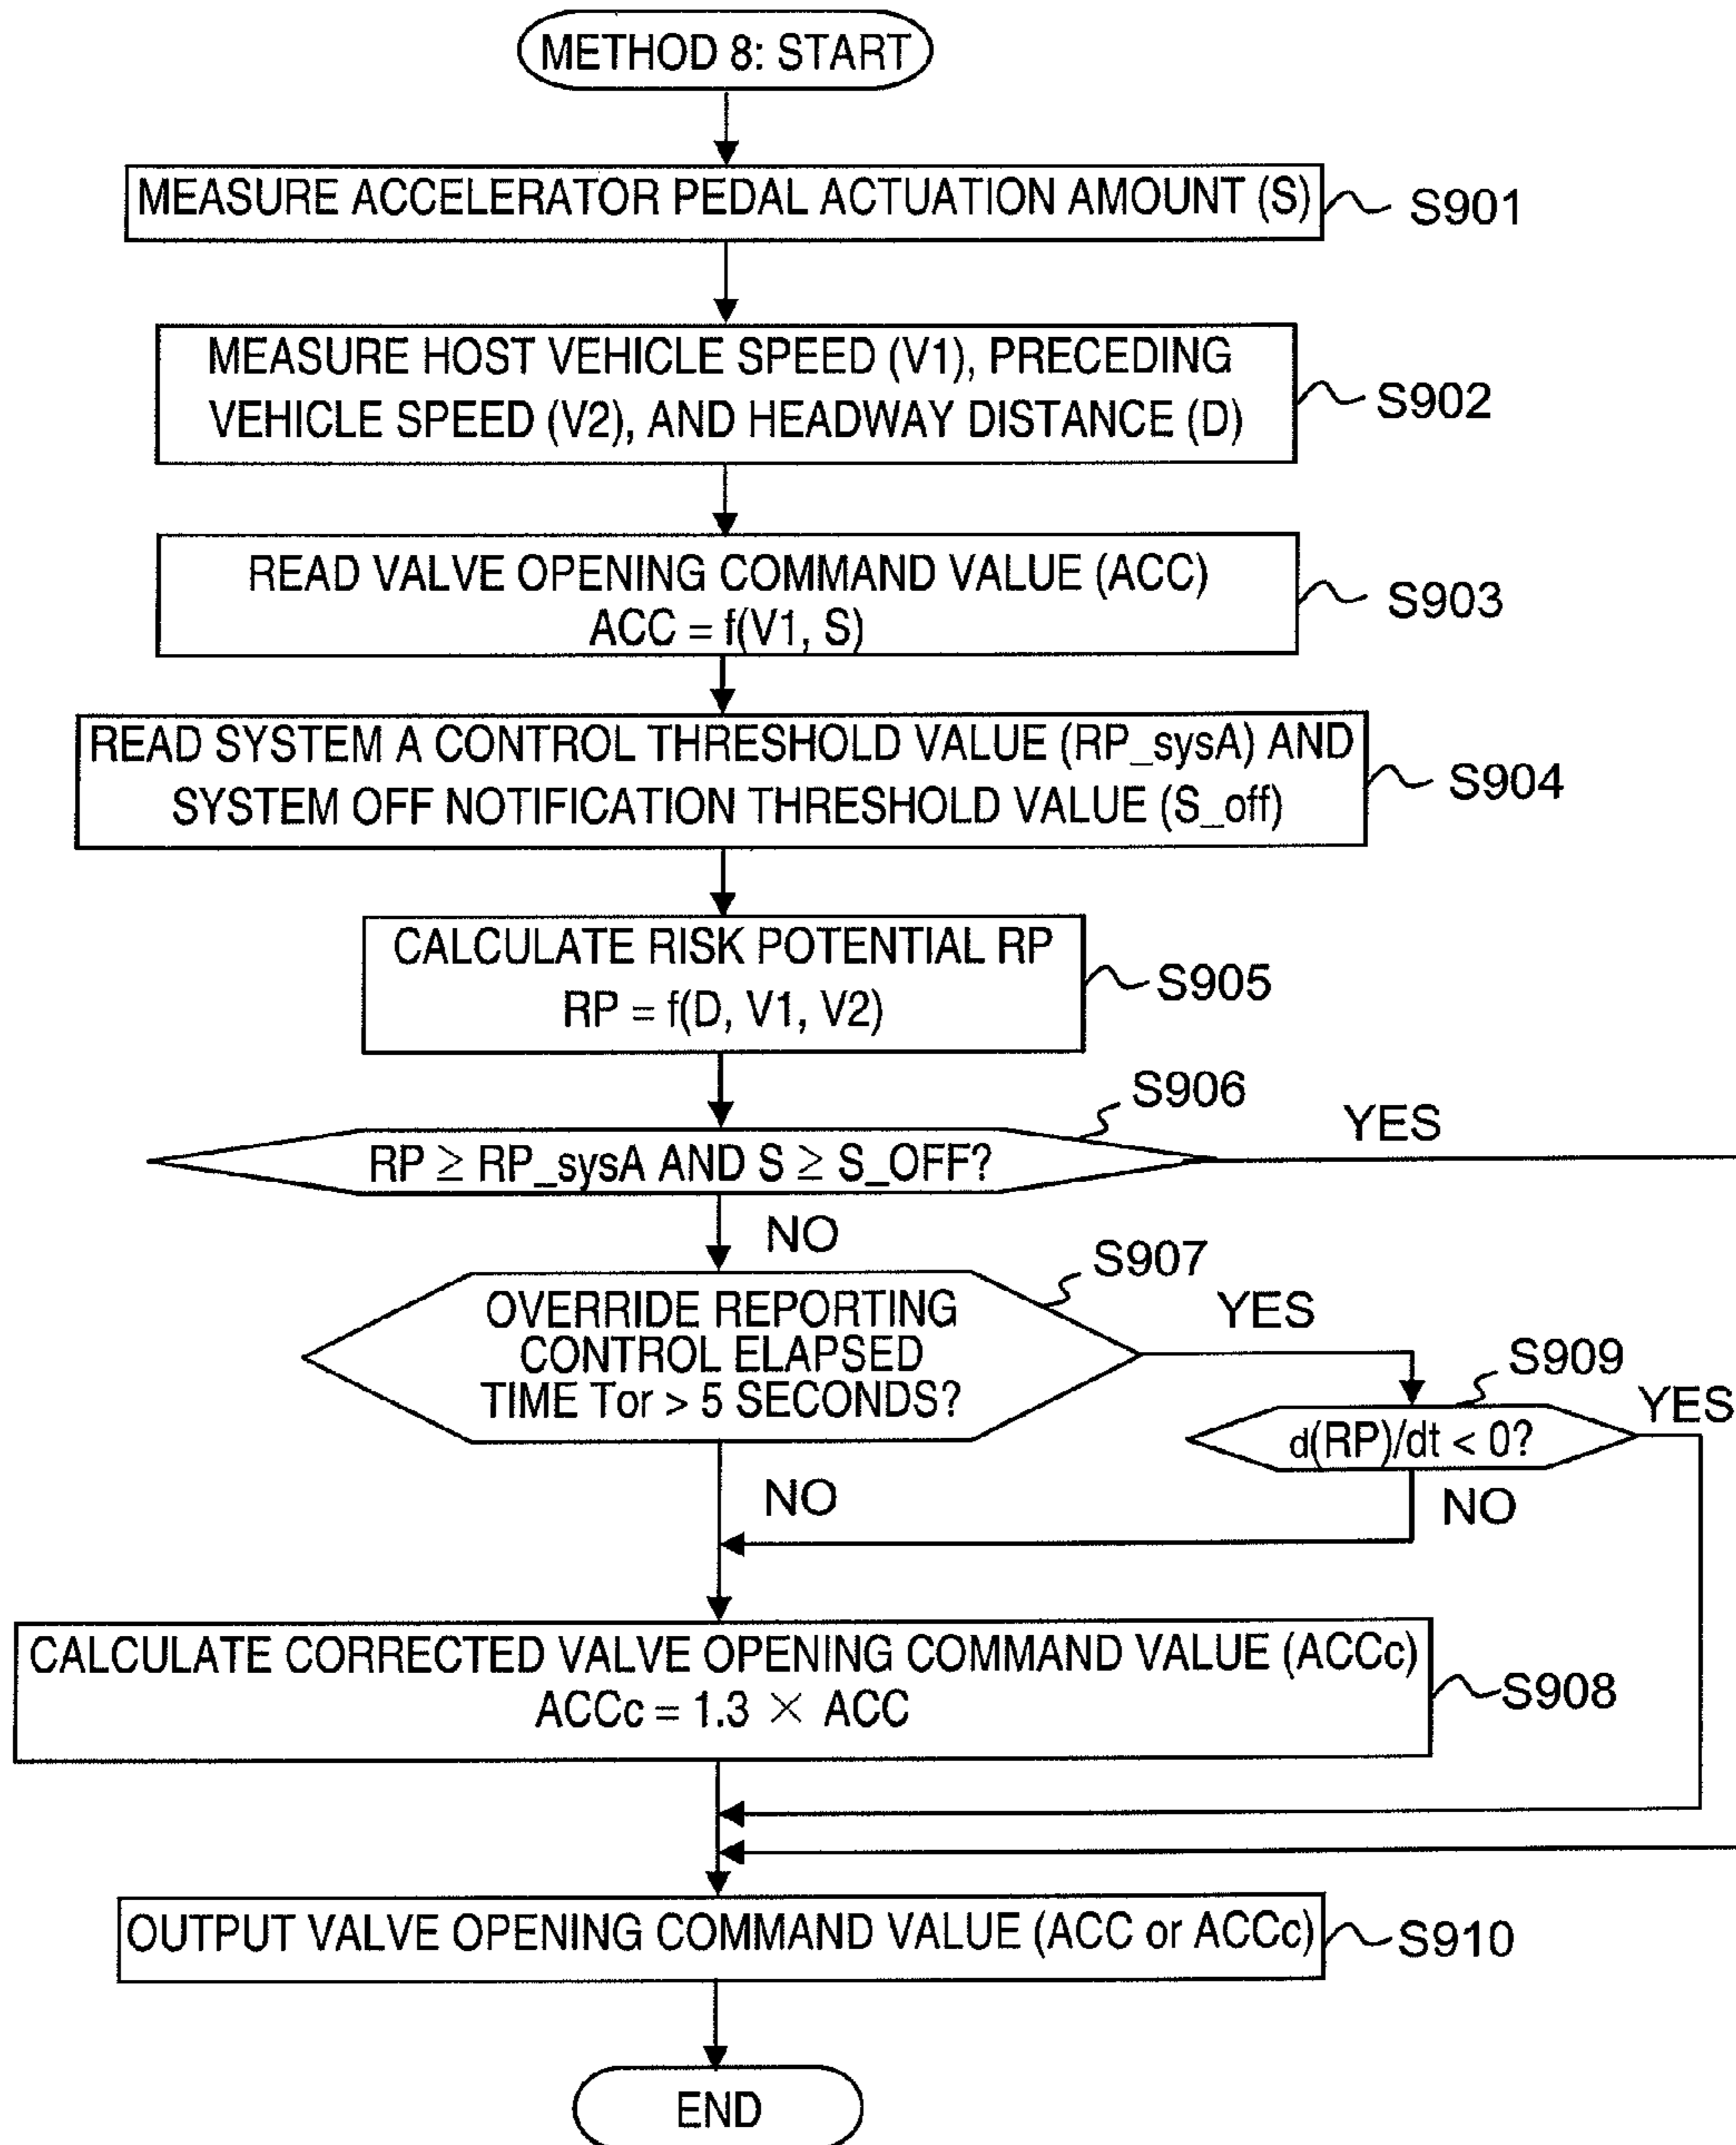 METHOD 8: START
MEASURE ACCELERATOR PEDAL ACTUATION AMOUNT (S)
S901
MEASURE HOST VEHICLE SPEED (V1), PRECEDING
VEHICLE SPEED (V2), AND HEADWAY DISTANCE (D)
S902
READ VALVE OPENING COMMAND VALUE (ACC)
ACC = f(V1, S)
S903
READ SYSTEM A CONTROL THRESHOLD VALUE (RP_sysA) AND
SYSTEM OFF NOTIFICATION THRESHOLD VALUE (S_off)
S904
CALCULATE RISK POTENTIAL RP
RP = f(D, V1, V2)
S905
S906
YES
RP ≥ RP_sysA AND S ≥ S_OFF?
NO
S907
OVERRIDE REPORTING
CONTROL ELAPSED
TIME Tor > 5 SECONDS?
YES
S909
YES
d(RP)/dt < 0?
NO
NO
CALCULATE CORRECTED VALVE OPENING COMMAND VALUE (ACCc)
ACCc = 1.3 × ACC
S908
OUTPUT VALVE OPENING COMMAND VALUE (ACC or ACCc)
S910
END